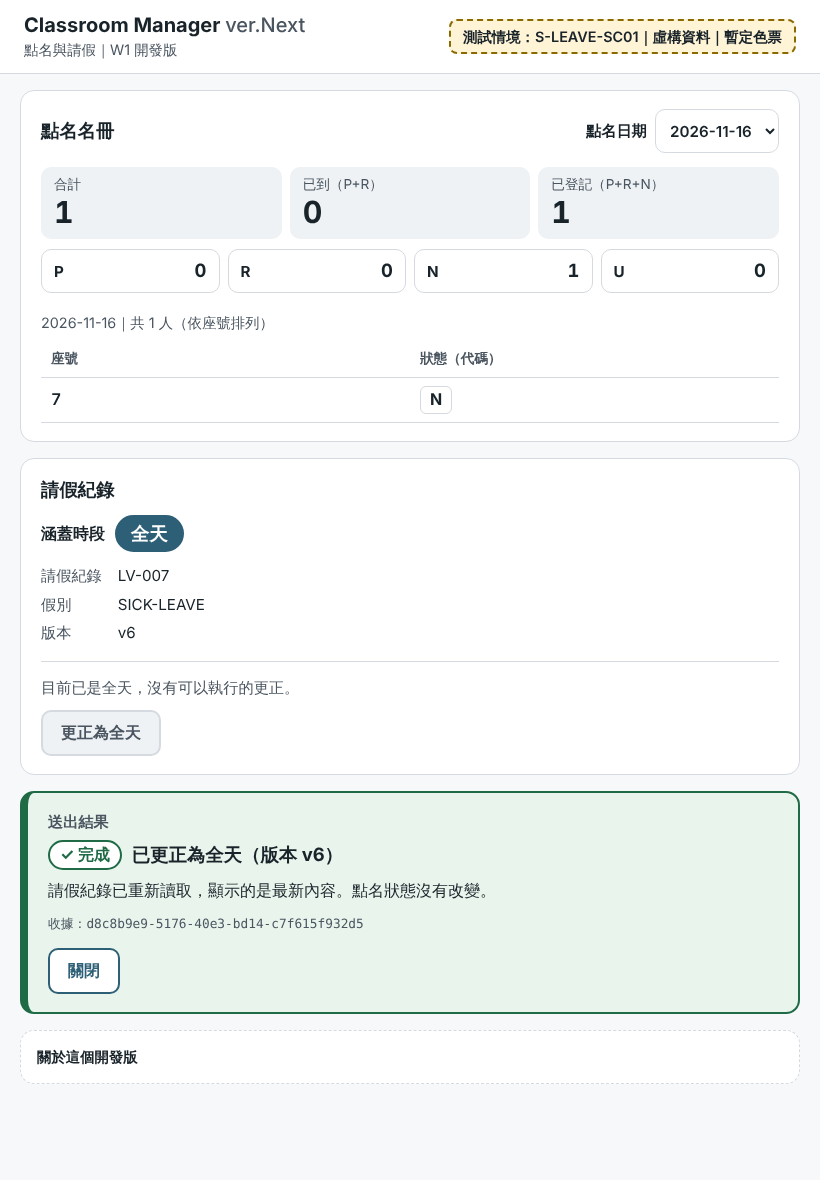 Classroom Manager ver.Next
點名與請假｜W1 開發版
測試情境：S-LEAVE-SC01｜虛構資料｜暫定色票
點名名冊
點名日期 2026-11-16
合計
1
已到（P+R）
0
已登記（P+R+N）
1
P 0
R 0
N 1
U 0
2026-11-16｜共 1 人（依座號排列）
座號 狀態（代碼）
7 N
請假紀錄
涵蓋時段 全天
請假紀錄 LV-007
假別 SICK-LEAVE
版本 v6
目前已是全天，沒有可以執行的更正。
更正為全天
送出結果
✓ 完成 已更正為全天（版本 v6）
請假紀錄已重新讀取，顯示的是最新內容。點名狀態沒有改變。
收據：d8c8b9e9-5176-40e3-bd14-c7f615f932d5
關閉
關於這個開發版